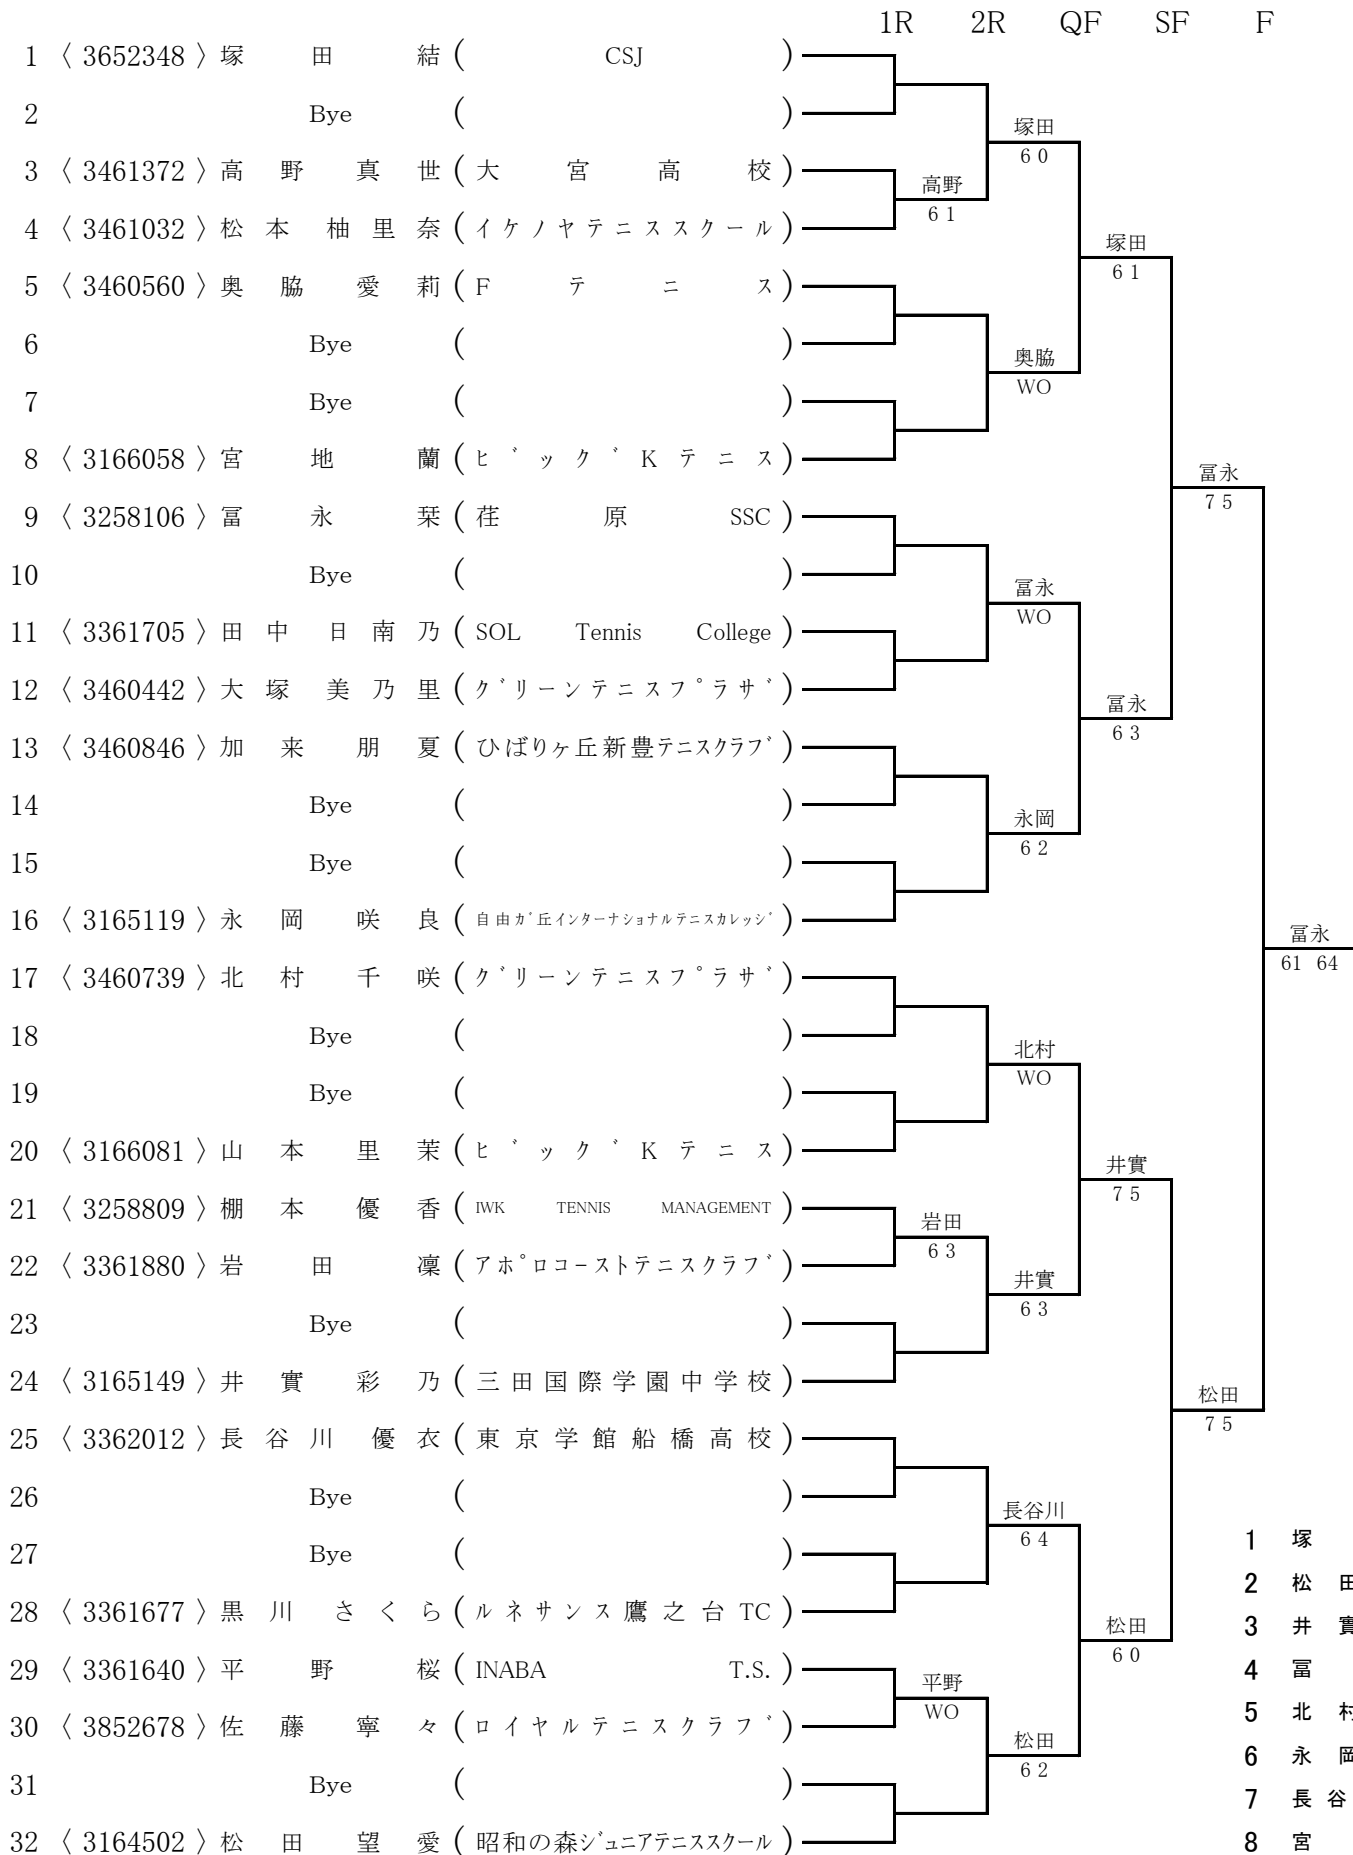 1R 2R QF SF F
1 〈 3652348 〉 塚 田 結 ( CSJ )
2 Bye ( )
塚田
6 0
3 〈 3461372 〉 高 野 真 世 ( 大 宮 高 校 )
高野
6 1
4 〈 3461032 〉 松 本 柚 里 奈 ( イケノヤテニススクール )
塚田
6 1
5 〈 3460560 〉 奥 脇 愛 莉 ( F テ ニ ス )
6 Bye ( )
奥脇
WO
7 Bye ( )
8 〈 3166058 〉 宮 地 蘭 ( ビッグK テニス )
冨永
7 5
9 〈 3258106 〉 冨 永 栞 ( 荏 原 SSC )
10 Bye ( )
冨永
WO
11 〈 3361705 〉 田 中 日 南 乃 ( SOL Tennis College )
12 〈 3460442 〉 大 塚 美 乃 里 ( グリーンテニスプラザ )
冨永
6 3
13 〈 3460846 〉 加 来 朋 夏 ( ひばりヶ丘新豊テニスクラブ )
14 Bye ( )
永岡
6 2
15 Bye ( )
16 〈 3165119 〉 永 岡 咲 良 ( 自由ガ丘インターナショナルテニスカレッジ )
冨永
61 64
17 〈 3460739 〉 北 村 千 咲 ( グリーンテニスプラザ )
18 Bye ( )
北村
WO
19 Bye ( )
20 〈 3166081 〉 山 本 里 茉 ( ビッグK テニス )
井實
7 5
21 〈 3258809 〉 棚 本 優 香 ( IWK TENNIS MANAGEMENT )
岩田
6 3
22 〈 3361880 〉 岩 田 凜 ( アポロコーストテニスクラブ )
井實
6 3
23 Bye ( )
24 〈 3165149 〉 井 實 彩 乃 ( 三田国際学園中学校 )
松田
7 5
25 〈 3362012 〉 長 谷 川 優 衣 ( 東京学館船橋高校 )
26 Bye ( )
長谷川
6 4
27 Bye ( )
1 塚
2 松 田
28 〈 3361677 〉 黒 川 さ く ら ( ルネサンス鷹之台 TC )
松田
6 0
3 井 實
29 〈 3361640 〉 平 野 桜 ( INABA T.S. )
4 冨
平野
WO
5 北 村
30 〈 3852678 〉 佐 藤 寧 々 ( ロイヤルテニスクラブ )
松田
6 2
6 永 岡
31 Bye ( )
7 長 谷
32 〈 3164502 〉 松 田 望 愛 ( 昭和の森ジュニアテニススクール )
8 宮